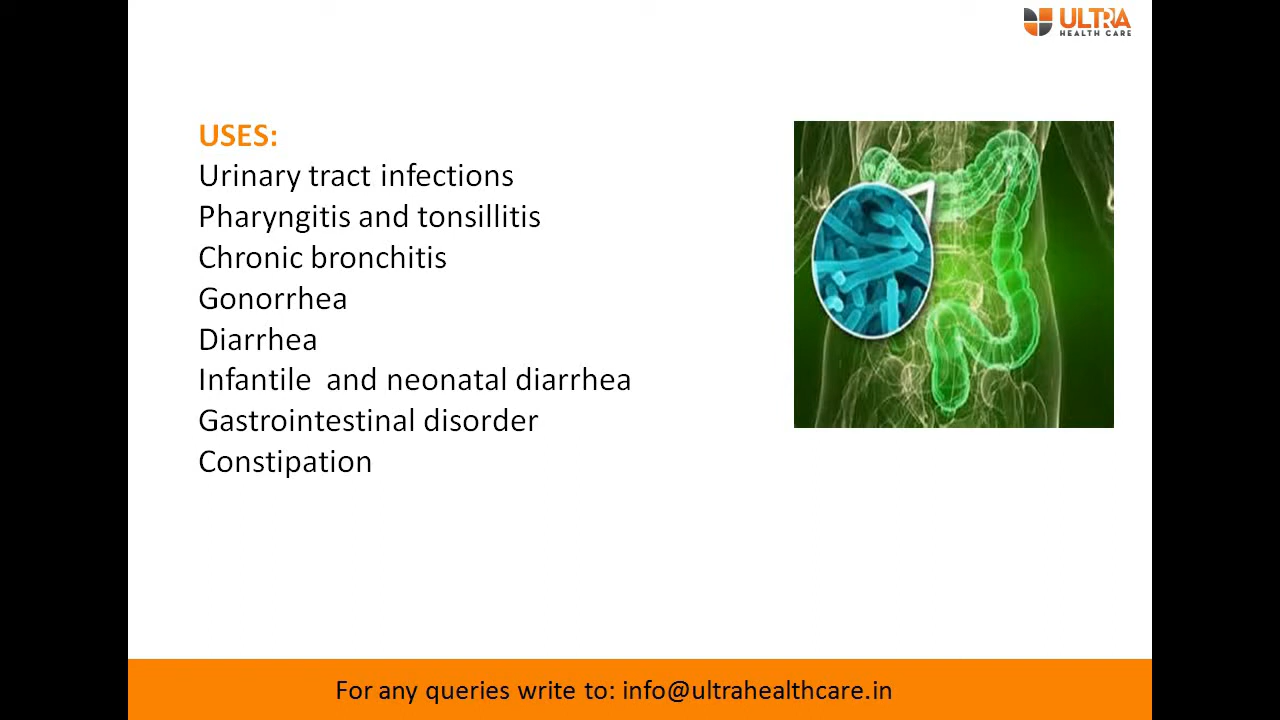 ULTRA
HEALTH CARE
USES:
Urinary tract infections
Pharyngitis and tonsillitis
Chronic bronchitis
Gonorrhea
Diarrhea
Infantile  and neonatal diarrhea
Gastrointestinal disorder
Constipation
For any queries write to: info@ultrahealthcare.in